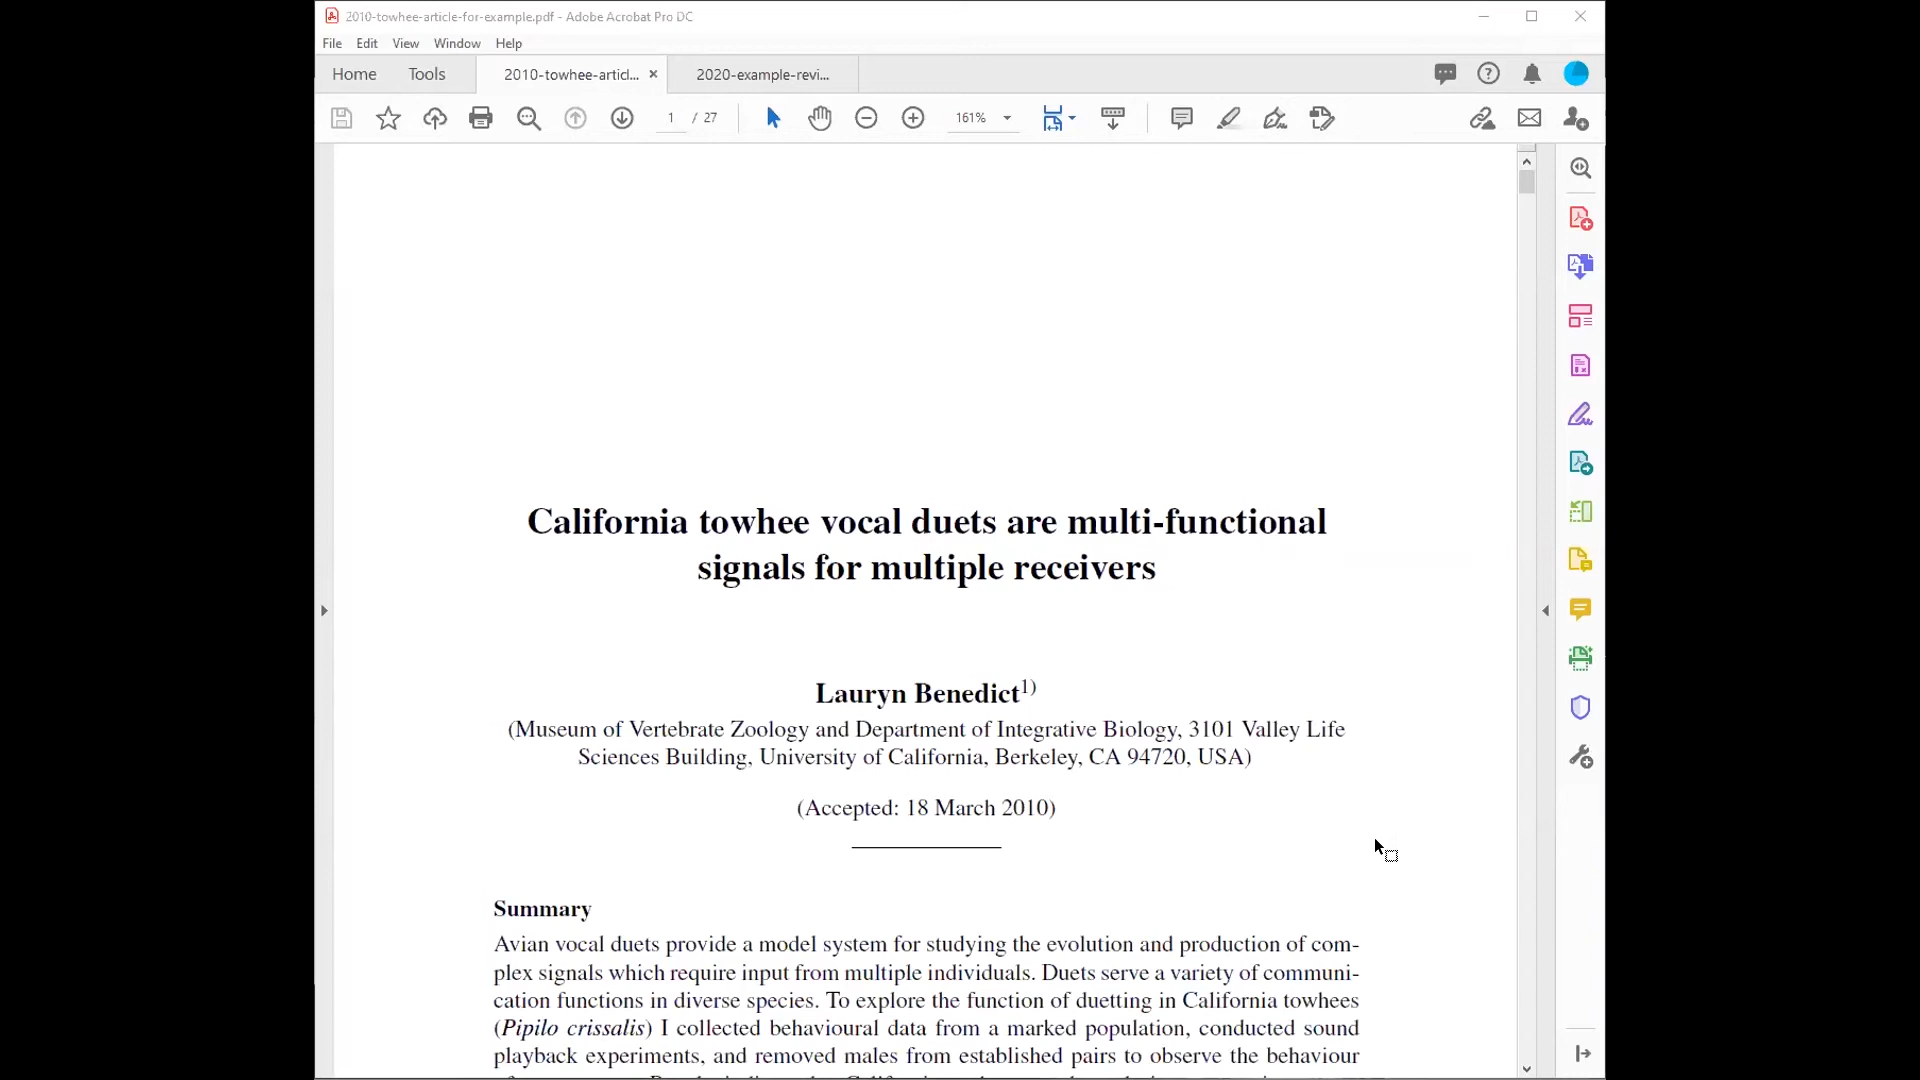 2010-towhee-article-for-example.pdf - Adobe Acrobat Pro DC
File Edit View Window Help
Home Tools 2010-towhee-articl... × 2020-example-revi...
1 / 27 161%
California towhee vocal duets are multi-functional
signals for multiple receivers
Lauryn Benedict1)
(Museum of Vertebrate Zoology and Department of Integrative Biology, 3101 Valley Life
Sciences Building, University of California, Berkeley, CA 94720, USA)
(Accepted: 18 March 2010)
Summary
Avian vocal duets provide a model system for studying the evolution and production of com-
plex signals which require input from multiple individuals. Duets serve a variety of communi-
cation functions in diverse species. To explore the function of duetting in California towhees
(Pipilo crissalis) I collected behavioural data from a marked population, conducted sound
playback experiments, and removed males from established pairs to observe the behaviour